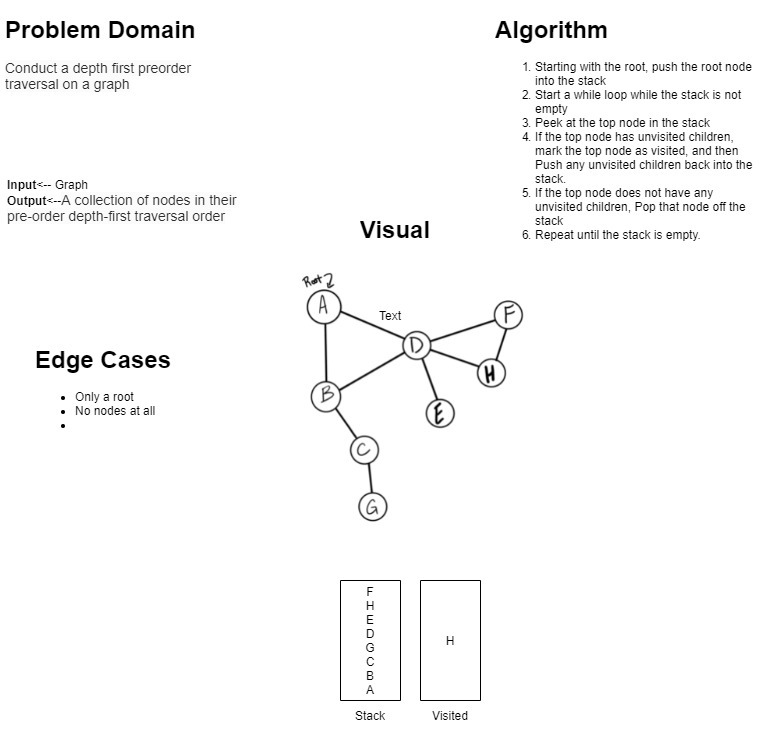 Problem Domain
Conduct a depth first preorder
traversal on a graph
Input<-- Graph
Output<--A collection of nodes in their
pre-order depth-first traversal order
Algorithm
1. Starting with the root, push the root node
into the stack
2. Start a while loop while the stack is not
empty
3. Peek at the top node in the stack
4. If the top node has unvisited children,
mark the top node as visited, and then
Push any unvisited children back into the
stack.
5. If the top node does not have any
unvisited children, Pop that node off the
stack
6. Repeat until the stack is empty.
Visual
Root
A
Text
F
D
H
B
E
C
G
Edge Cases
• Only a root
• No nodes at all
•
F
H
E
D
G
C
B
A
Stack
H
Visited